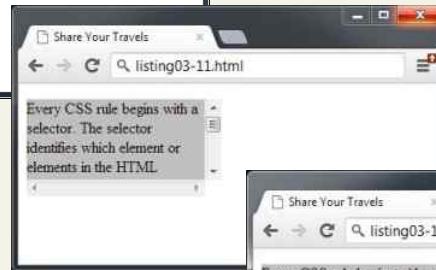 Share Your Travels
listing03-11.html
Every CSS rule begins with a
selector. The selector
identifies which element or
elements in the HTML
Share Your Travels
listing03-1